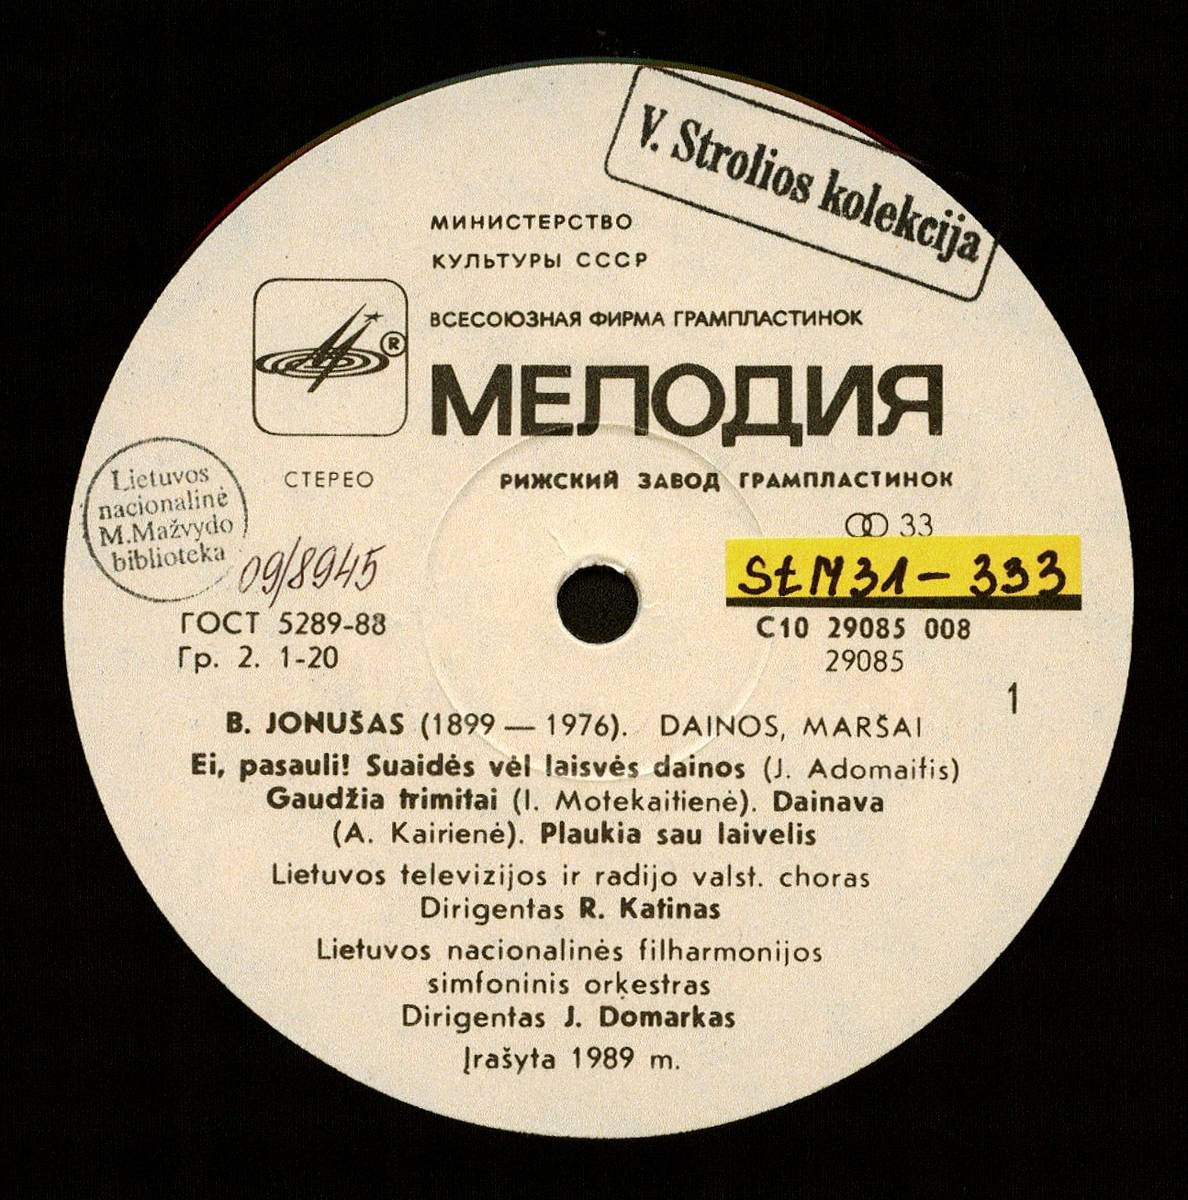 V. Strolios kolekcija
МИНИСТЕРСТВО
КУЛЬТУРЫ СССР
ВСЕСОЮЗНАЯ ФИРМА ГРАМПЛАСТИНОК
®
МЕЛОДИЯ
СТЕРЕО
РИЖСКИЙ ЗАВОД ГРАМПЛАСТИНОК
Lietuvos
nacionalinė
M.Mažvydo
biblioteka
09/8945
33
StM31-333
ГОСТ 5289-88
Гр. 2. 1-20
С10 29085 008
29085
1
B. JONUŠAS (1899 — 1976). DAINOS, MARŠAI
Ei, pasauli! Suaidės vėl laisvės dainos (J. Adomaitis)
Gaudžia trimitai (I. Motekaitienė). Dainava
(A. Kairienė). Plaukia sau laivelis
Lietuvos televizijos ir radijo valst. choras
Dirigentas R. Katinas
Lietuvos nacionalinės filharmonijos
simfoninis orķestras
Dirigentas J. Domarkas
Įrašyta 1989 m.